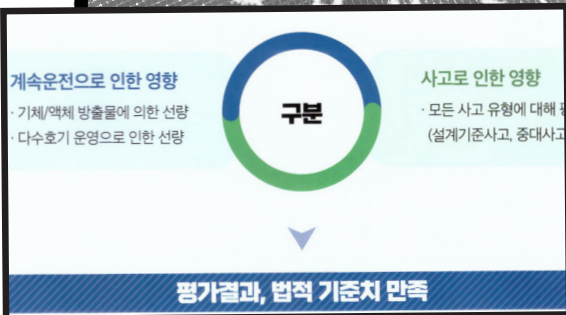 계속운전으로 인한 영향
· 기체/액체 방출물에 의한 선량
· 다수호기 운영으로 인한 선량
구분
사고로 인한 영향
· 모든 사고 유형에 대해
(설계기준사고, 중대사고
평가결과, 법적 기준치 만족